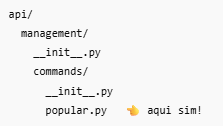 api/
  management/
    __init__.py
    commands/
      __init__.py
      popular.py   👈 aqui sim!